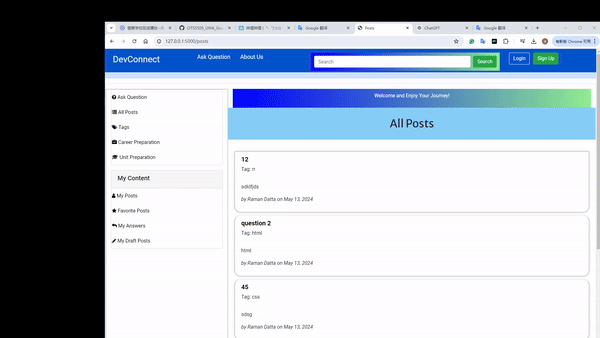 Google 翻译
Posts
ChatGPT
Google 翻译
127.0.0.1:5000/posts
DevConnect
Ask Question
About Us
Search
Search
Login
Sign Up
Welcome and Enjoy Your Journey!
Ask Question
All Posts
Tags
Career Preparation
Unit Preparation
My Content
My Posts
Favorite Posts
My Answers
My Draft Posts
All Posts
12
Tag: rr
sdklfjds
by Raman Datta on May 13, 2024
question 2
Tag: html
html
by Raman Datta on May 13, 2024
45
Tag: css
sdsg
by Raman Datta on May 13, 2024